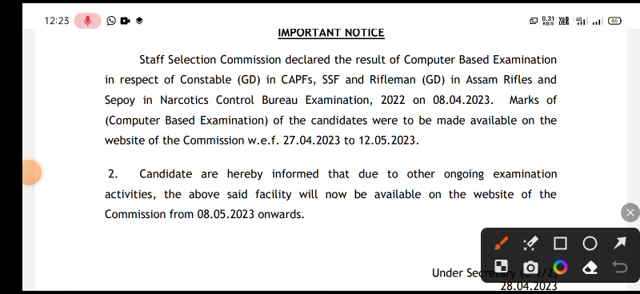 12:23
0.31
KB/S
46
IMPORTANT NOTICE
Staff Selection Commission declared the result of Computer Based Examination
in respect of Constable (GD) in CAPFs, SSF and Rifleman (GD) in Assam Rifles and
Sepoy in Narcotics Control Bureau Examination, 2022 on 08.04.2023. Marks of
(Computer Based Examination) of the candidates were to be made available on the
website of the Commission w.e.f. 27.04.2023 to 12.05.2023.
2. Candidate are hereby informed that due to other ongoing examination
activities, the above said facility will now be available on the website of the
Commission from 08.05.2023 onwards.
Under Secretary
28.04.2023